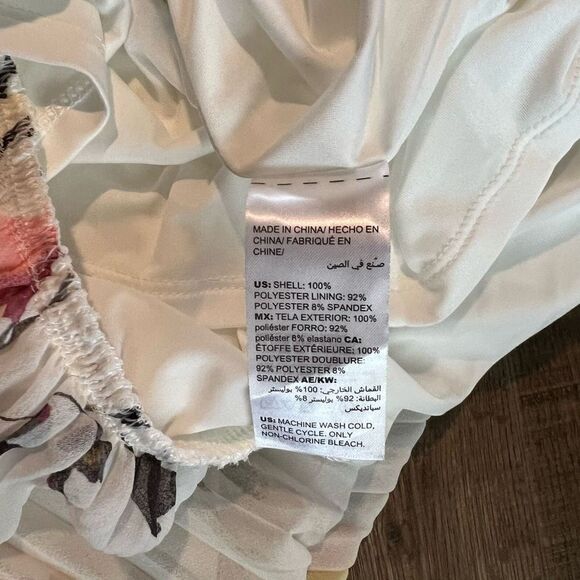 MADE IN CHINA/ HECHO EN
CHINA/ FABRIQUÉ EN
CHINE/
صنع في الصين
US: SHELL: 100%
POLYESTER LINING: 92%
POLYESTER 8% SPANDEX
MX: TELA EXTERIOR: 100%
poliéster FORRO: 92%
poliéster 8% elastano CA:
ÉTOFFE EXTÉRIEURE: 100%
POLYESTER DOUBLURE:
92% POLYESTER 8%
SPANDEX AE/KW:
القماش الخارجي: 100% بوليستر
البطانة: 92% بوليستر 8%
سبانديكس
US: MACHINE WASH COLD,
GENTLE CYCLE, ONLY
NON-CHLORINE BLEACH.